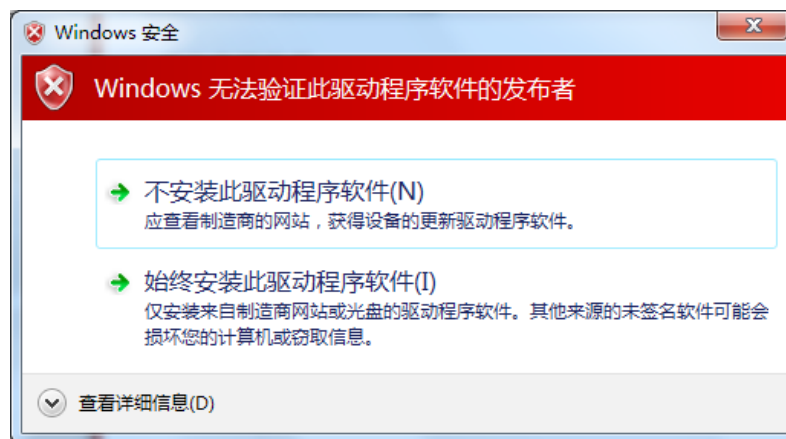 Windows 安全
Windows 无法验证此驱动程序软件的发布者
不安装此驱动程序软件(N)
应查看制造商的网站，获得设备的更新驱动程序软件。
始终安装此驱动程序软件(I)
仅安装来自制造商网站或光盘的驱动程序软件。其他来源的未签名软件可能会
损坏您的计算机或窃取信息。
查看详细信息(D)